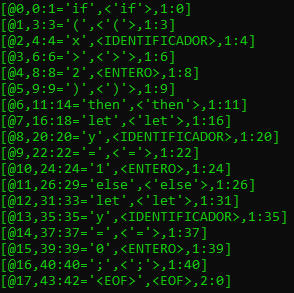 [@0,0:1='if',<'if'>,1:0]
[@1,3:3='(',<'('>,1:3]
[@2,4:4='x',<IDENTIFICADOR>,1:4]
[@3,6:6='>',<'>'>,1:6]
[@4,8:8='2',<ENTERO>,1:8]
[@5,9:9=')',<')'>,1:9]
[@6,11:14='then',<'then'>,1:11]
[@7,16:18='let',<'let'>,1:16]
[@8,20:20='y',<IDENTIFICADOR>,1:20]
[@9,22:22='=',<'='>,1:22]
[@10,24:24='1',<ENTERO>,1:24]
[@11,26:29='else',<'else'>,1:26]
[@12,31:33='let',<'let'>,1:31]
[@13,35:35='y',<IDENTIFICADOR>,1:35]
[@14,37:37='=',<'='>,1:37]
[@15,39:39='0',<ENTERO>,1:39]
[@16,40:40=';',<';'>,1:40]
[@17,43:42='<EOF>',<EOF>,2:0]